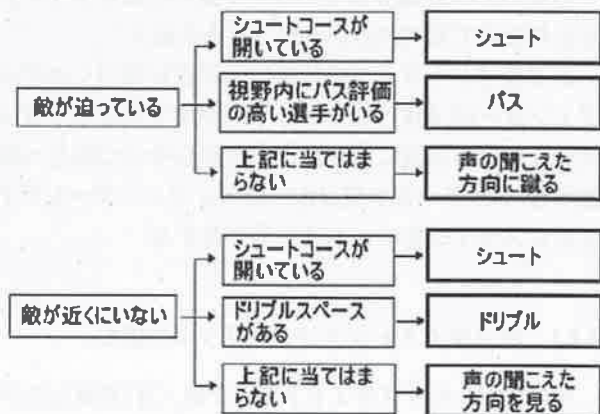 シュートコースが
開いている
シュート
敵が迫っている
視野内にパス評価
の高い選手がいる
パス
上記に当てはま
らない
声の聞こえた
方向に蹴る
シュートコースが
開いている
シュート
敵が近くにいない
ドリブルスペース
がある
ドリブル
上記に当てはま
らない
声の聞こえた
方向を見る